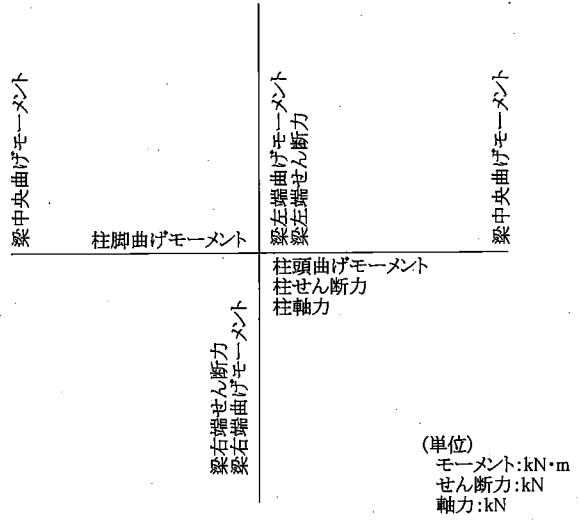 梁中央曲げモーメント
柱脚曲げモーメント
梁左端曲げモーメント
梁左端せん断力
梁中央曲げモーメント
柱頭曲げモーメント
柱せん断力
柱軸力
梁右端せん断力
梁右端曲げモーメント
(単位)
モーメント:kN・m
せん断力:kN
軸力:kN